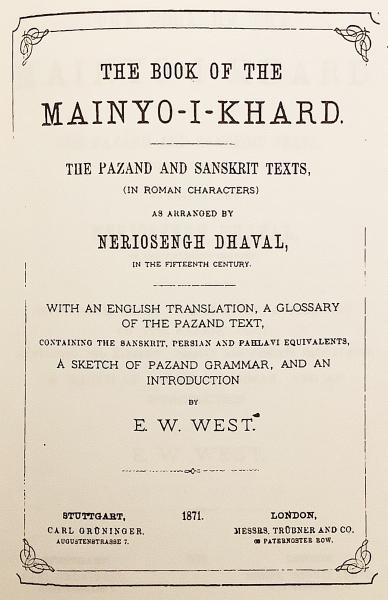 THE BOOK OF THE
MAINYO-I-KHARD.
THE PAZAND AND SANSKRIT TEXTS,
(IN ROMAN CHARACTERS)
AS ARRANGED BY
NERIOSENGH DHAVAL,
IN THE FIFTEENTH CENTURY.
WITH AN ENGLISH TRANSLATION, A GLOSSARY
OF THE PAZAND TEXT,
CONTAINING THE SANSKRIT, PERSIAN AND PAHLAVI EQUIVALENTS,
A SKETCH OF PAZAND GRAMMAR, AND AN
INTRODUCTION
BY
E. W. WEST.
STUTTGART, 1871. LONDON,
CARL GRÜNINGER. MESSRS. TRÜBNER AND CO.
AUGUSTENSTRASSE 7. 60 PATERNOSTER ROW.